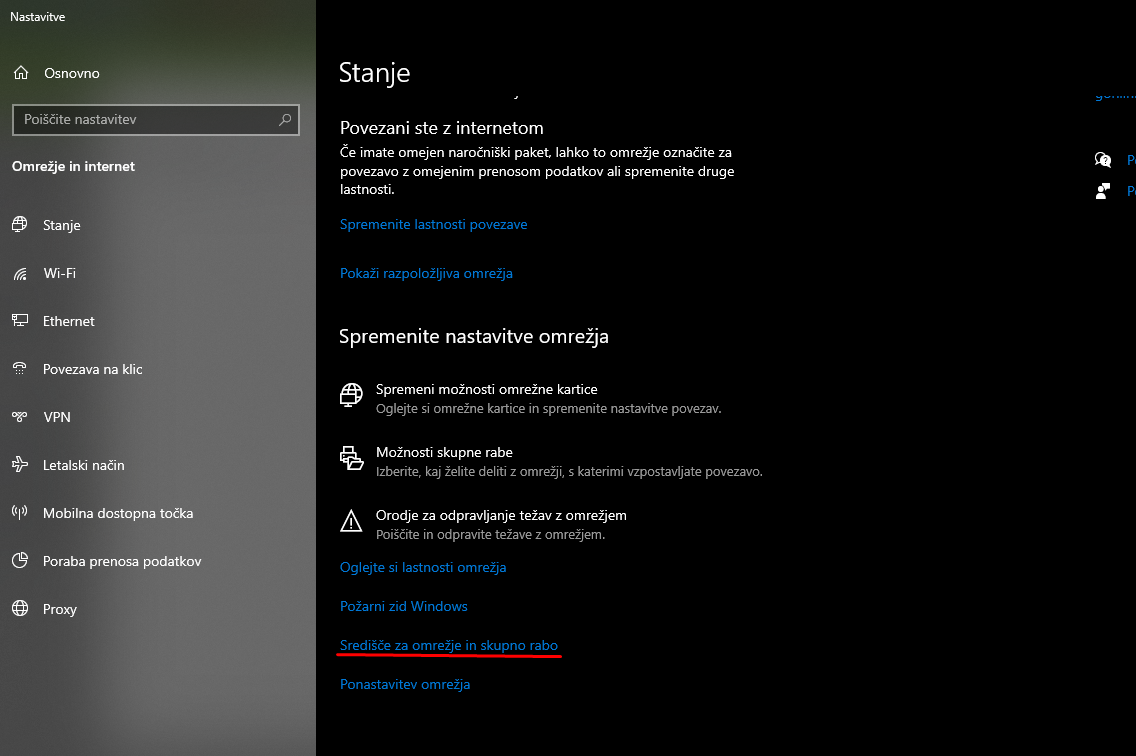 Nastavitve
Osnovno
Poiščite nastavitev
Omrežje in internet
Stanje
Wi-Fi
Ethernet
Povezava na klic
VPN
Letalski način
Mobilna dostopna točka
Poraba prenosa podatkov
Proxy
Stanje
Povezani ste z internetom
Če imate omejen naročniški paket, lahko to omrežje označite za
povezavo z omejenim prenosom podatkov ali spremenite druge
lastnosti.
Spremenite lastnosti povezave
Pokaži razpoložljiva omrežja
Spremenite nastavitve omrežja
Spremeni možnosti omrežne kartice
Oglejte si omrežne kartice in spremenite nastavitve povezav.
Možnosti skupne rabe
Izberite, kaj želite deliti z omrežji, s katerimi vzpostavljate povezavo.
Orodje za odpravljanje težav z omrežjem
Poiščite in odpravite težave z omrežjem.
Oglejte si lastnosti omrežja
Požarni zid Windows
Središče za omrežje in skupno rabo
Ponastavitev omrežja